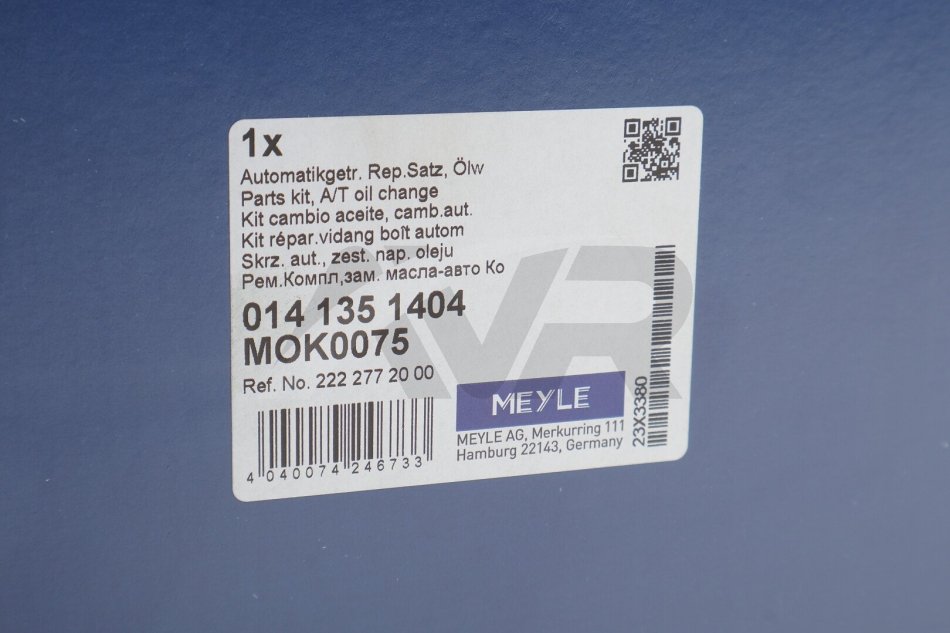 1x
Automatikgetr. Rep.Satz, Ölw
Parts kit, A/T oil change
Kit cambio aceite, camb.aut.
Kit répar.vidang boît autom
Skrz. aut., zest. nap. oleju
Рем.Компл,зам. масла-авто Ко
014 135 1404
MOK0075
Ref. No. 222 277 20 00
4 040074 246733
MEYLE
MEYLE AG, Merkurring 111
Hamburg 22143, Germany
23X3380
VR